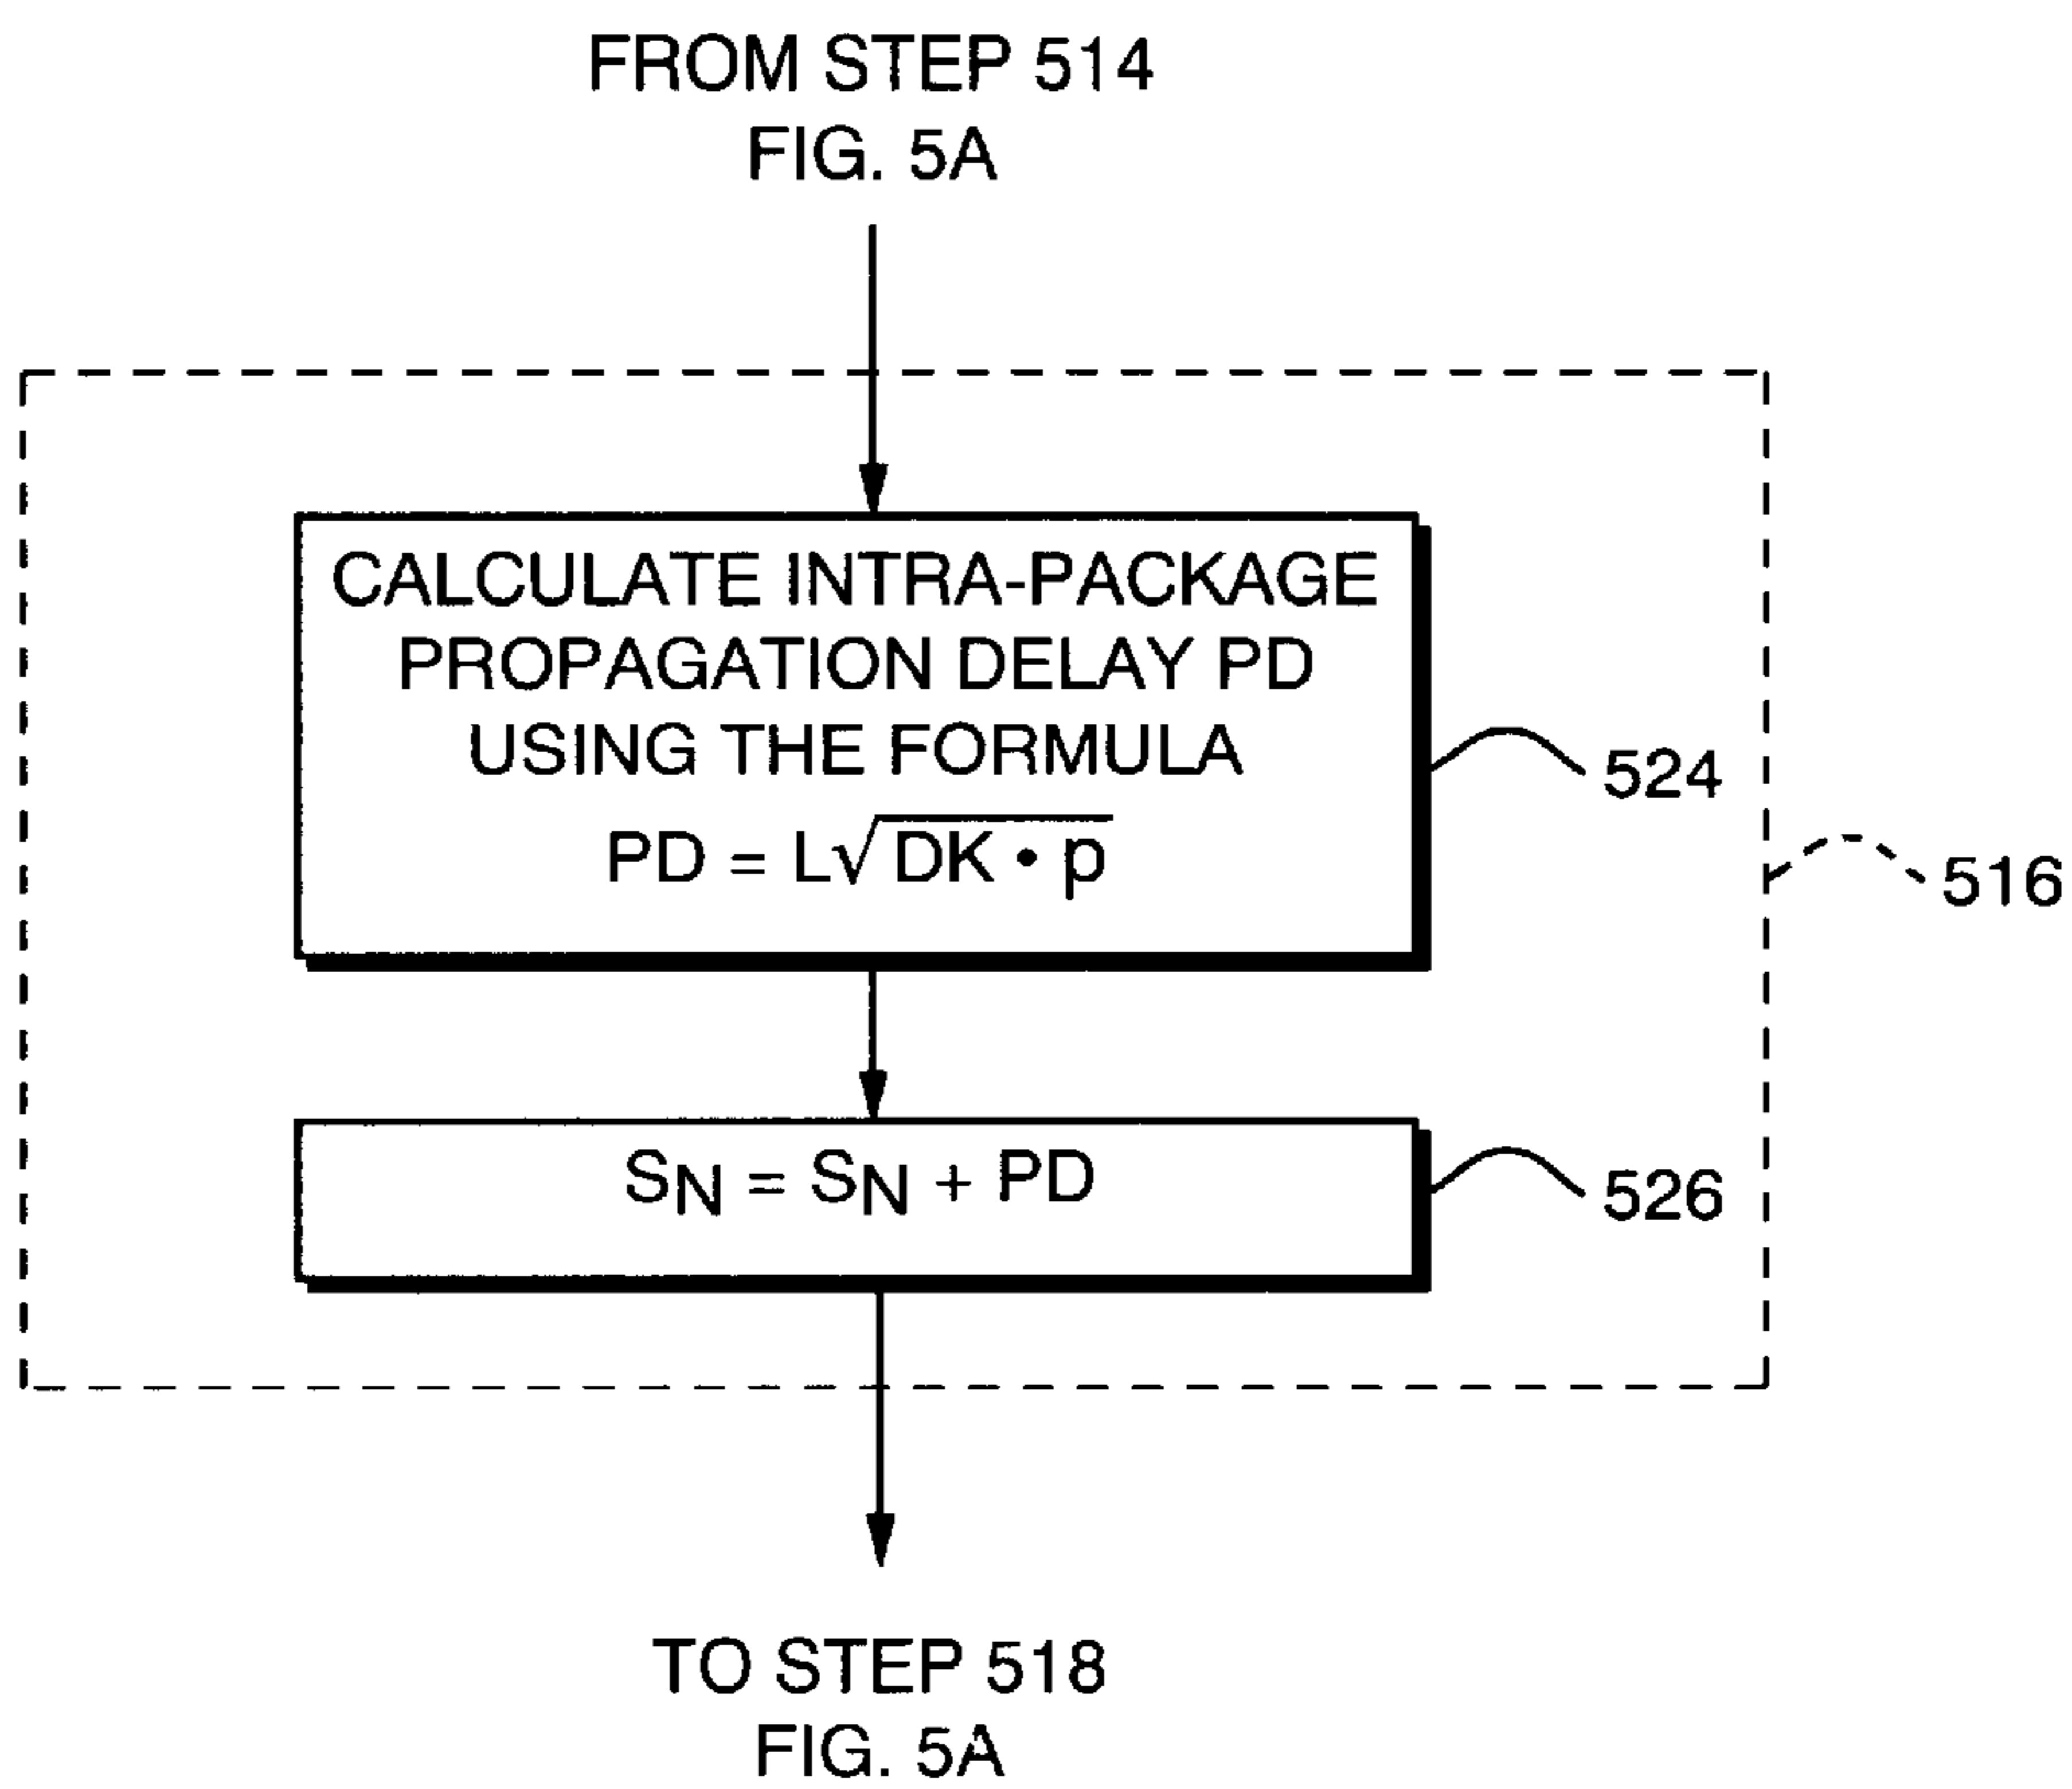 FROM STEP 514
FIG. 5A
CALCULATE INTRA-PACKAGE
PROPAGATION DELAY PD
USING THE FORMULA
PD = L√DK • p
524
516
SN = SN + PD
526
TO STEP 518
FIG. 5A